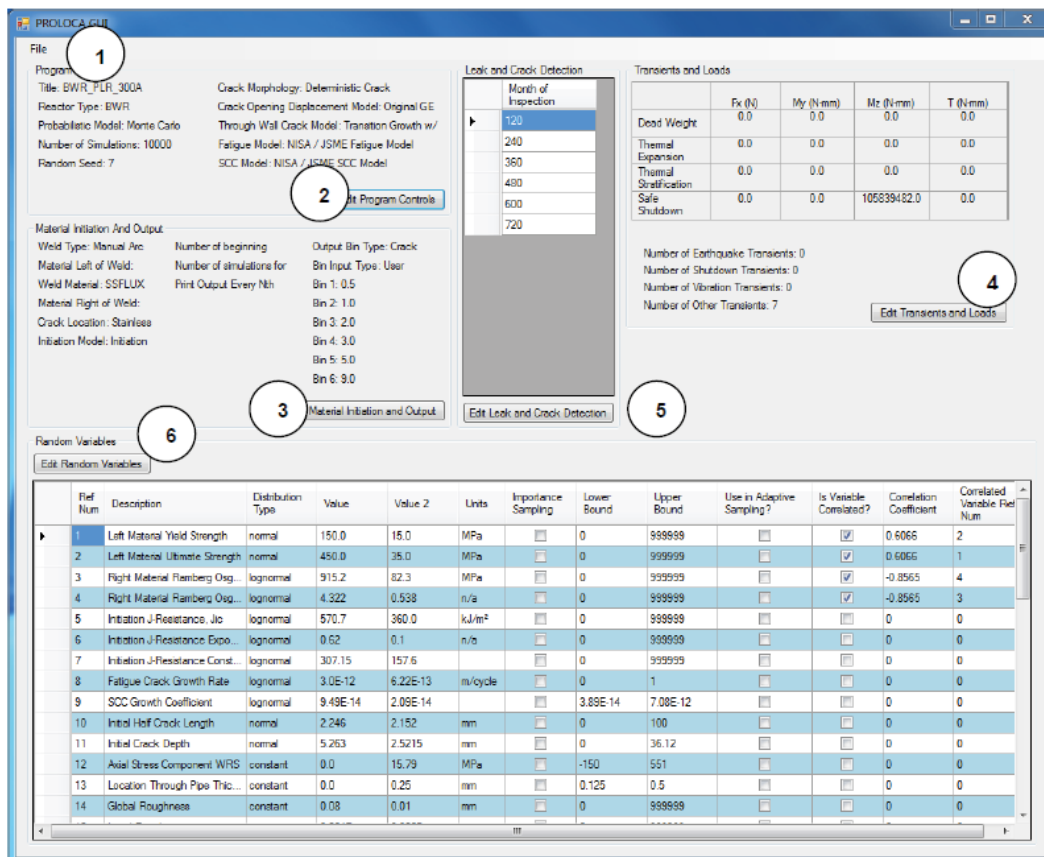 PROLOCA GUI
File
1
Program
Title: BWR_PLR_300A
Reactor Type: BWR
Probabilistic Model: Monte Carlo
Number of Simulations: 10000
Random Seed: 7
Crack Morphology: Deterministic Crack
Crack Opening Displacement Model: Original GE
Through Wall Crack Model: Transition Growth w/
Fatigue Model: NISA / JSME Fatigue Model
SCC Model: NISA / JSME SCC Model
2
dit Program Controls
Material Initiation And Output
Weld Type: Manual Arc
Material Left of Weld:
Weld Material: SSFLUX
Material Right of Weld:
Crack Location: Stainless
Initiation Model: Initiation
Number of beginning
Number of simulations for
Print Output Every Nth
Output Bin Type: Crack
Bin Input Type: User
Bin 1: 0.5
Bin 2: 1.0
Bin 3: 2.0
Bin 4: 3.0
Bin 5: 5.0
Bin 6: 9.0
3
Material Initiation and Output
Leak and Crack Detection
Month of Inspection
120
240
360
480
600
720
Edit Leak and Crack Detection
5
Transients and Loads
Fx (N) My (N-mm) Mz (N-mm) T (N-mm)
Dead Weight 0.0 0.0 0.0 0.0
Thermal Expansion 0.0 0.0 0.0 0.0
Thermal Stratification 0.0 0.0 0.0 0.0
Safe Shutdown 0.0 0.0 105839482.0 0.0
Number of Earthquake Transients: 0
Number of Shutdown Transients: 0
Number of Vibration Transients: 0
Number of Other Transients: 7
4
Edit Transients and Loads
6
Random Variables
Edit Random Variables
Ref Num Description Distribution Type Value Value 2 Units Importance Sampling Lower Bound Upper Bound Use in Adaptive Sampling? Is Variable Correlated? Correlation Coefficient Correlated Variable Ref Num
1 Left Material Yield Strength normal 150.0 15.0 MPa 0 999999 0.6066 2
2 Left Material Ultimate Strength normal 450.0 35.0 MPa 0 999999 0.6066 1
3 Right Material Ramberg Osg... lognormal 915.2 82.3 MPa 0 999999 -0.8565 4
4 Right Material Ramberg Osg... lognormal 4.322 0.538 n/a 0 999999 -0.8565 3
5 Initiation J-Resistance, Jic lognormal 570.7 360.0 kJ/m² 0 999999 0 0
6 Initiation J-Resistance Expo... lognormal 0.62 0.1 n/a 0 999999 0 0
7 Initiation J-Resistance Const... lognormal 307.15 157.6 0 999999 0 0
8 Fatigue Crack Growth Rate lognormal 3.0E-12 6.22E-13 m/cycle 0 1 0 0
9 SCC Growth Coefficient lognormal 9.49E-14 2.09E-14 3.89E-14 7.08E-12 0 0
10 Initial Half Crack Length normal 2.246 2.152 mm 0 100 0 0
11 Initial Crack Depth normal 5.263 2.5215 mm 0 36.12 0 0
12 Axial Stress Component WRS constant 0.0 15.79 MPa -150 551 0 0
13 Location Through Pipe Thic... constant 0.0 0.25 mm 0.125 0.5 0 0
14 Global Roughness constant 0.08 0.01 mm 0 999999 0 0